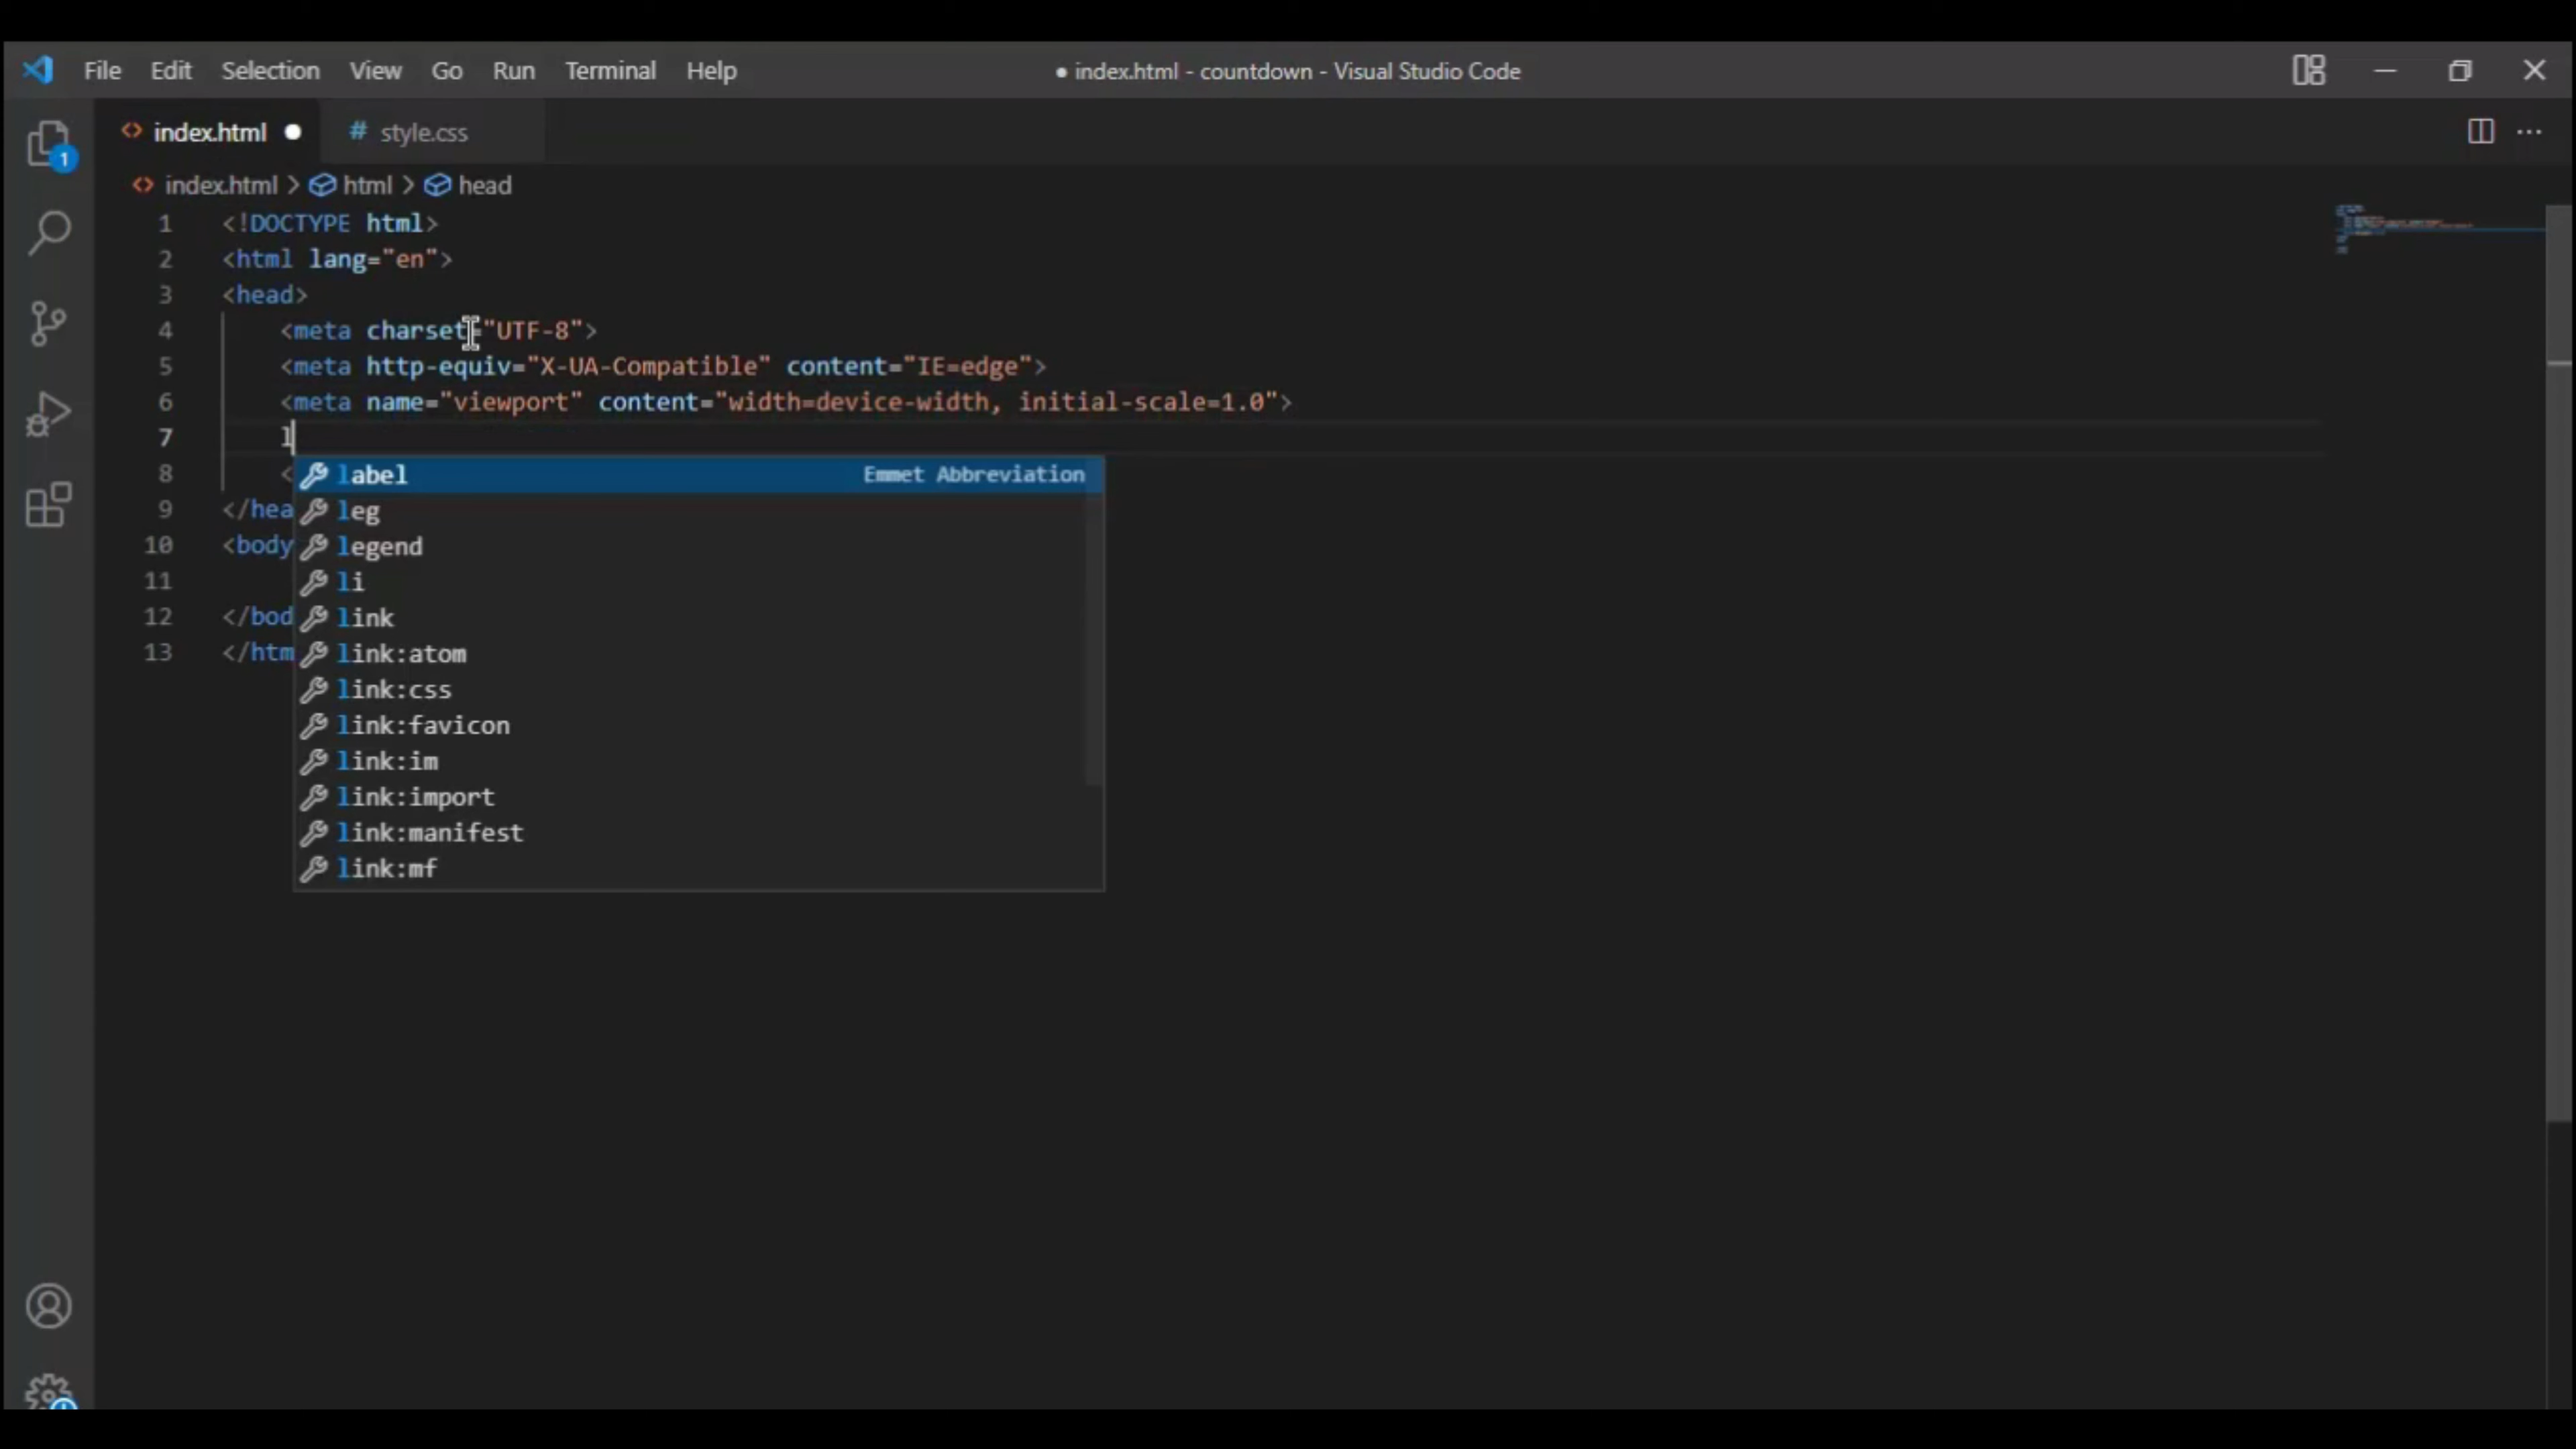 File Edit Selection View Go Run Terminal Help
● index.html - countdown - Visual Studio Code
index.html ● # style.css
1
index.html > html > head
1 <!DOCTYPE html>
2 <html lang="en">
3 <head>
4 <meta charset="UTF-8">
5 <meta http-equiv="X-UA-Compatible" content="IE=edge">
6 <meta name="viewport" content="width=device-width, initial-scale=1.0">
7 l
8 < label Emmet Abbreviation
9 </hea leg
10 <body legend
11 li
12 </bod link
13 </htm link:atom
link:css
link:favicon
link:im
link:import
link:manifest
link:mf